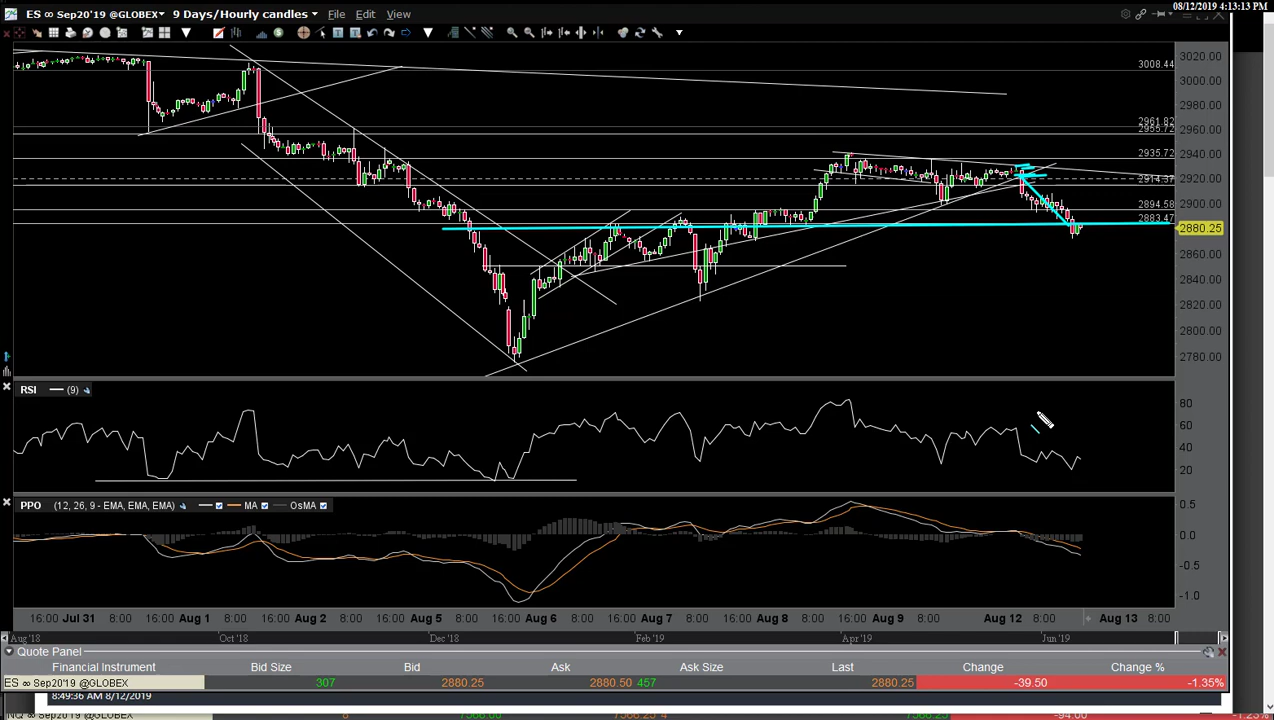 08/12/2019 4:13:13 PM
ES ∞ Sep20'19 @GLOBEX 9 Days/Hourly candles File Edit View
3020.00
3008.44
3000.00
2980.00
2961.82
2960.00
2955.72
2940.00
2935.72
2920.00
2914.37
2900.00
2894.58
2883.47
2880.25
2860.00
2840.00
2820.00
2800.00
2780.00
RSI (9)
80
60
40
20
PPO (12, 26, 9 - EMA, EMA, EMA) MA OsMA
0.5
0.0
-0.5
-1.0
16:00 Jul 31 8:00 16:00 Aug 1 8:00 16:00 Aug 2 8:00 16:00 Aug 5 8:00 16:00 Aug 6 8:00 16:00 Aug 7 8:00 16:00 Aug 8 8:00 16:00 Aug 9 8:00 Aug 12 8:00 Aug 13 8:00
Aug '18 Oct '18 Dec '18 Feb '19 Apr '19 Jun '19
Quote Panel
Financial Instrument Bid Size Bid Ask Ask Size Last Change Change %
ES ∞ Sep20'19 @GLOBEX 307 2880.25 2880.50 457 2880.25 -39.50 -1.35%
8:49:36 AM 8/12/2019